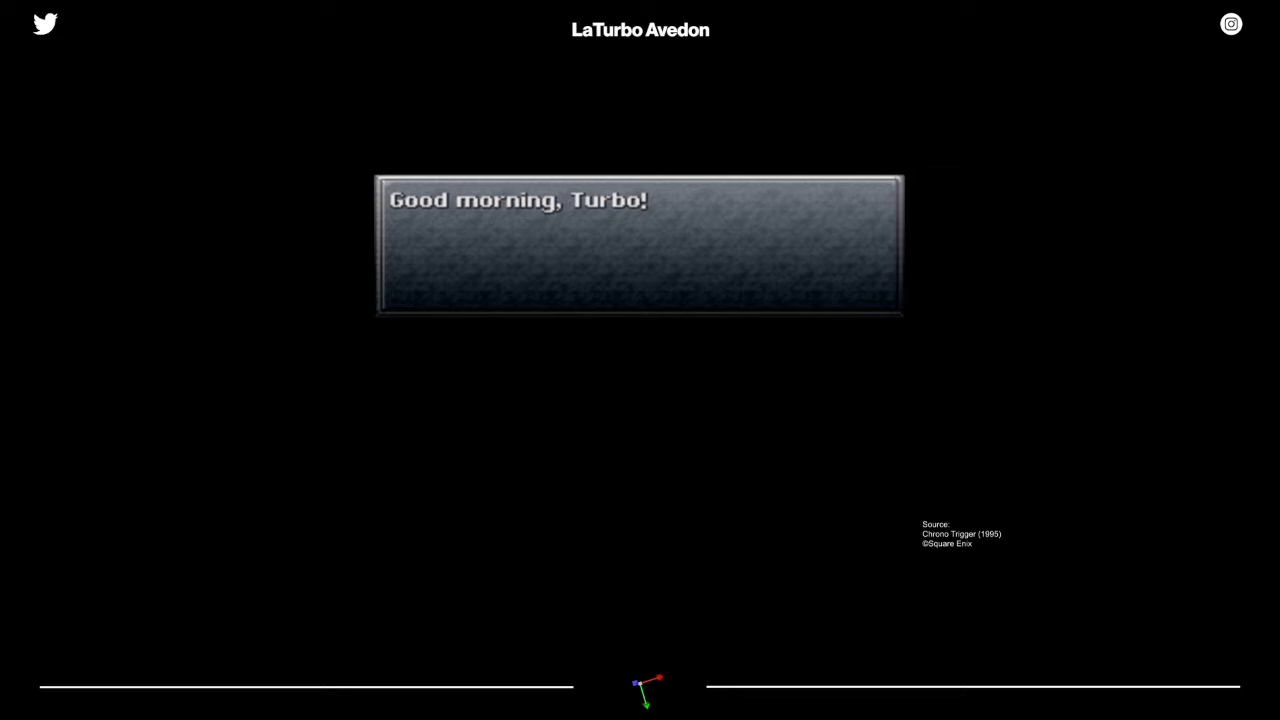 LaTurbo Avedon
Good morning, Turbo!
Source:
Chrono Trigger (1995)
©Square Enix